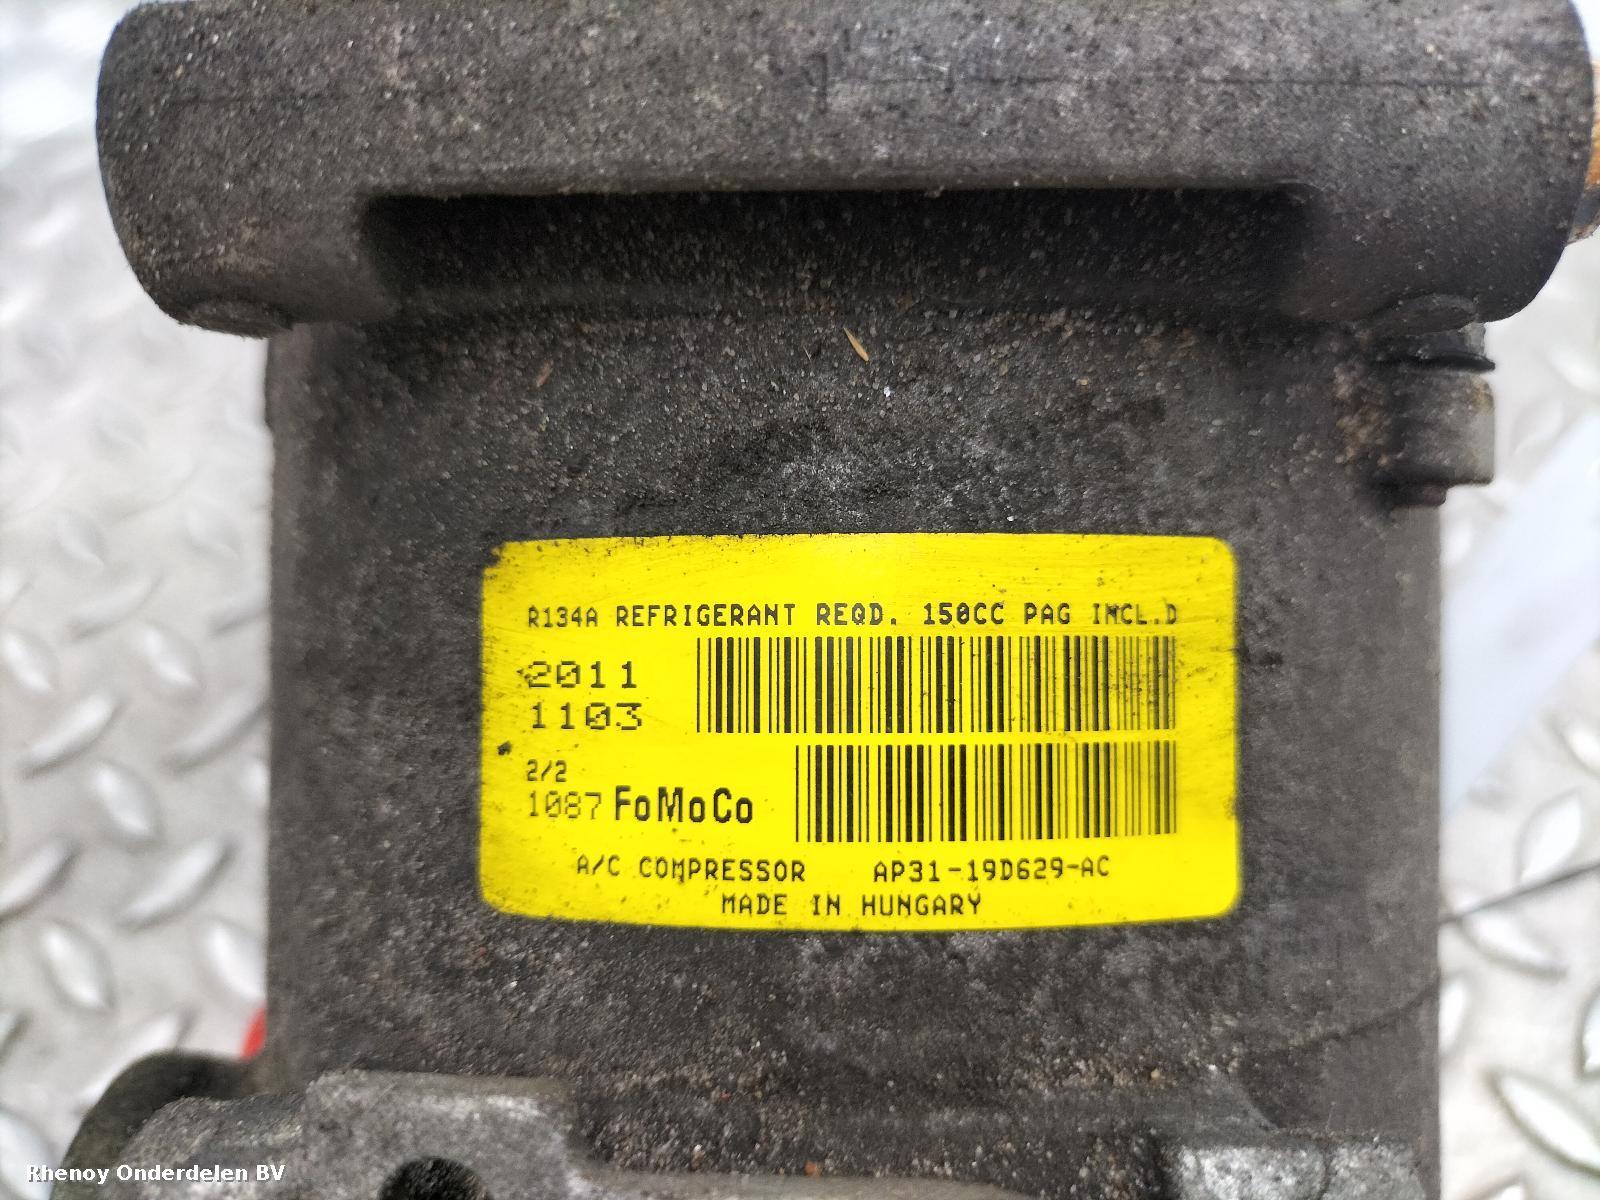 R134A REFRIGERANT REQD. 150CC PAG INCL.D
2011
1103
2/2
1087 FoMoCo
A/C COMPRESSOR AP31-19D629-AC
MADE IN HUNGARY
Rhenoy Onderdelen BV